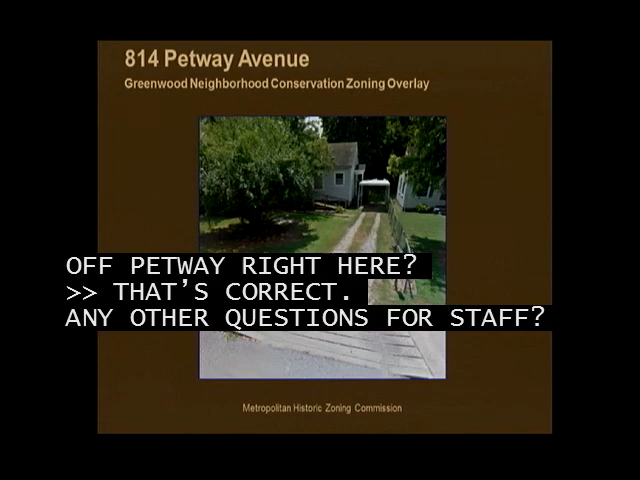 814 Petway Avenue
Greenwood Neighborhood Conservation Zoning Overlay
OFF PETWAY RIGHT HERE?
>> THAT'S CORRECT.
ANY OTHER QUESTIONS FOR STAFF?
Metropolitan Historic Zoning Commission